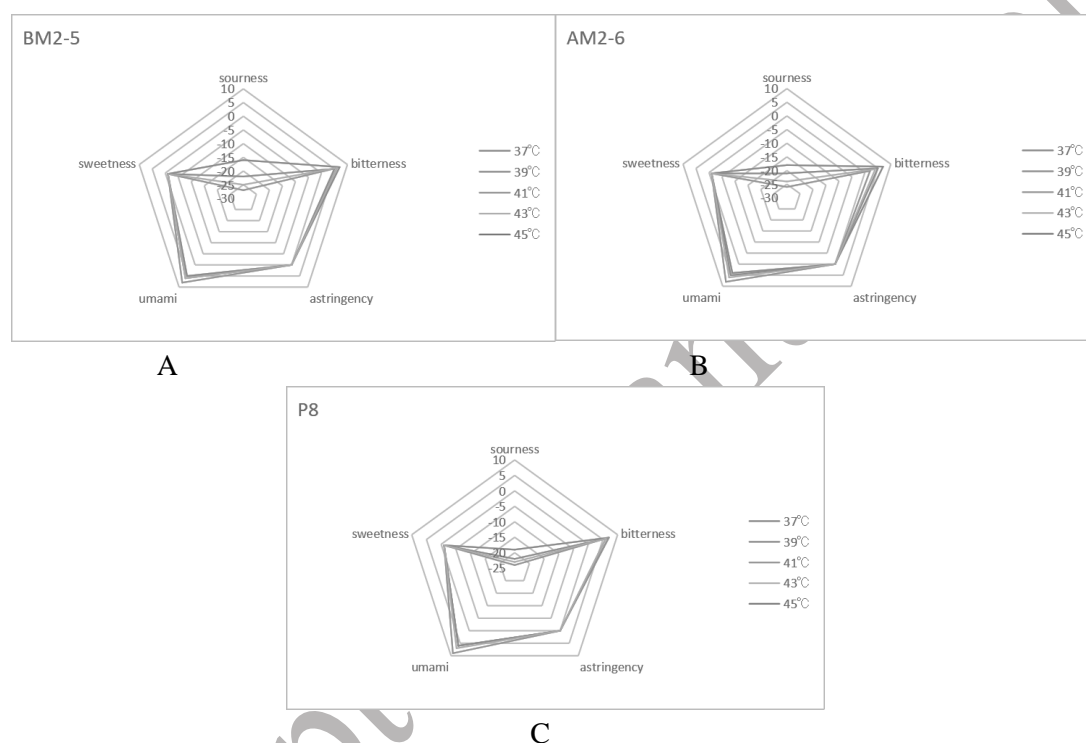 BM2-5
sourness
10
5
0
-5
-10
-15
-20
-25
-30
sweetness
bitterness
umami
astringency
37℃
39℃
41℃
43℃
45℃
A
AM2-6
sourness
10
5
0
-5
-10
-15
-20
-25
-30
sweetness
bitterness
umami
astringency
37℃
39℃
41℃
43℃
45℃
B
P8
sourness
10
5
0
-5
-10
-15
-20
-25
sweetness
bitterness
umami
astringency
37℃
39℃
41℃
43℃
45℃
C